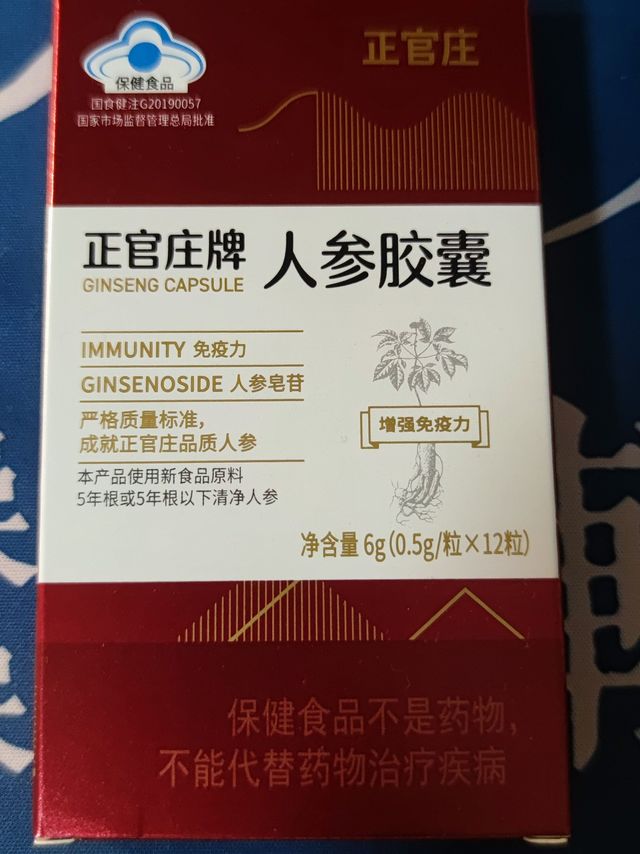 保健食品
国食健注G20190057
国家市场监督管理总局批准
正官庄
正官庄牌 人参胶囊
GINSENG CAPSULE
IMMUNITY 免疫力
GINSENOSIDE 人参皂苷
严格质量标准,
成就正官庄品质人参
本产品使用新食品原料
5年根或5年根以下清净人参
增强免疫力
净含量 6g(0.5g/粒×12粒)
保健食品不是药物,
不能代替药物治疗疾病